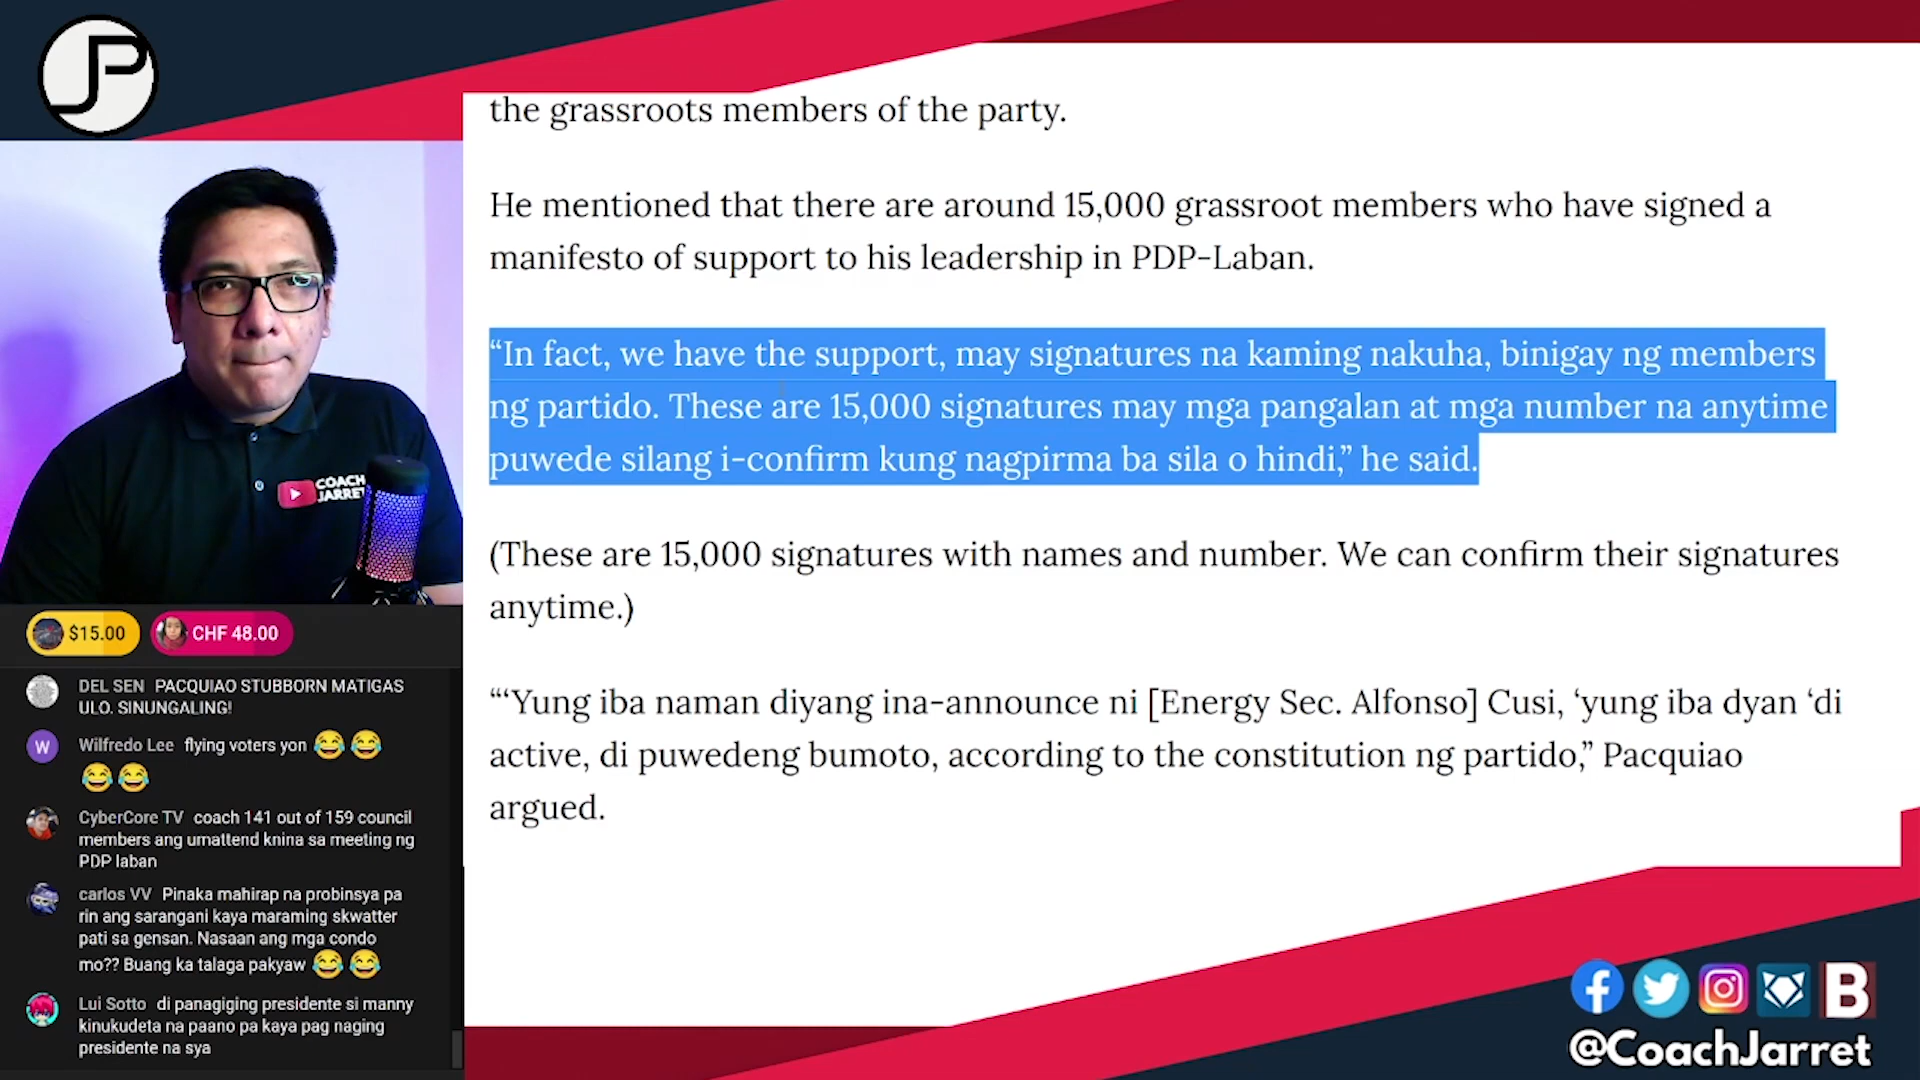 JP
the grassroots members of the party.
He mentioned that there are around 15,000 grassroot members who have signed a
manifesto of support to his leadership in PDP-Laban.
“In fact, we have the support, may signatures na kaming nakuha, binigay ng members
ng partido. These are 15,000 signatures may mga pangalan at mga number na anytime
puwede silang i-confirm kung nagpirma ba sila o hindi,” he said.
(These are 15,000 signatures with names and number. We can confirm their signatures
anytime.)
“‘Yung iba naman diyang ina-announce ni [Energy Sec. Alfonso] Cusi, ‘yung iba dyan ‘di
active, di puwedeng bumoto, according to the constitution ng partido,” Pacquiao
argued.
COACH
JARRET
$15.00
CHF 48.00
DEL SEN PACQUIAO STUBBORN MATIGAS
ULO. SINUNGALING!
W
Wilfredo Lee flying voters yon 😂 😂
😂 😂
CyberCore TV coach 141 out of 159 council
members ang umattend knina sa meeting ng
PDP laban
carlos VV Pinaka mahirap na probinsya pa
rin ang sarangani kaya maraming skwatter
pati sa gensan. Nasaan ang mga condo
mo?? Buang ka talaga pakyaw 😂 😂
Lui Sotto di panagiging presidente si manny
kinukudeta na paano pa kaya pag naging
presidente na sya
B
@CoachJarret